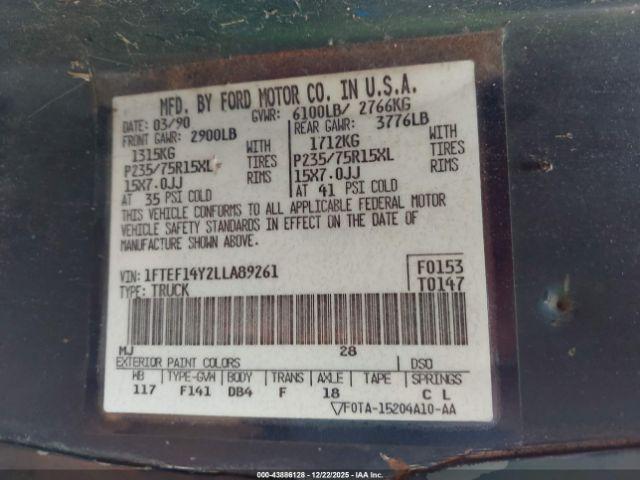 MFD. BY FORD MOTOR CO. IN U.S.A.
DATE: 03/90 GVWR: 6100LB/ 2766KG
FRONT GAWR: 2900LB REAR GAWR: 3776LB
1315KG WITH 1712KG WITH
P235/75R15XL TIRES P235/75R15XL TIRES
15X7.0JJ RIMS 15X7.0JJ RIMS
AT 35 PSI COLD AT 41 PSI COLD
THIS VEHICLE CONFORMS TO ALL APPLICABLE FEDERAL MOTOR
VEHICLE SAFETY STANDARDS IN EFFECT ON THE DATE OF
MANUFACTURE SHOWN ABOVE.
VIN: 1FTEF14Y2LLA89261 F0153
TYPE: TRUCK T0147
MJ 28
EXTERIOR PAINT COLORS DSO
WB TYPE-GVW BODY TRANS AXLE TAPE SPRINGS
117 F141 DB4 F 18 C L
▽F0TA-15204A10-AA
000-43886128 - 12/22/2025 - IAA, Inc.